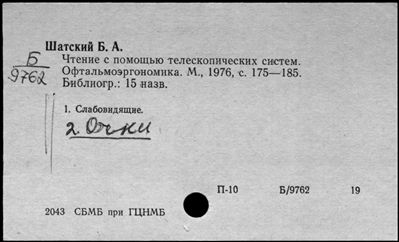 Шатский Б. А.
Б
9762
Чтение с помощью телескопических систем.
Офтальмоэргономика. М., 1976, с. 175—185.
Библиогр.: 15 назв.
1. Слабовидящие.
2. Очки
П-10 Б/9762 19
2043 СБМБ при ГЦНМБ